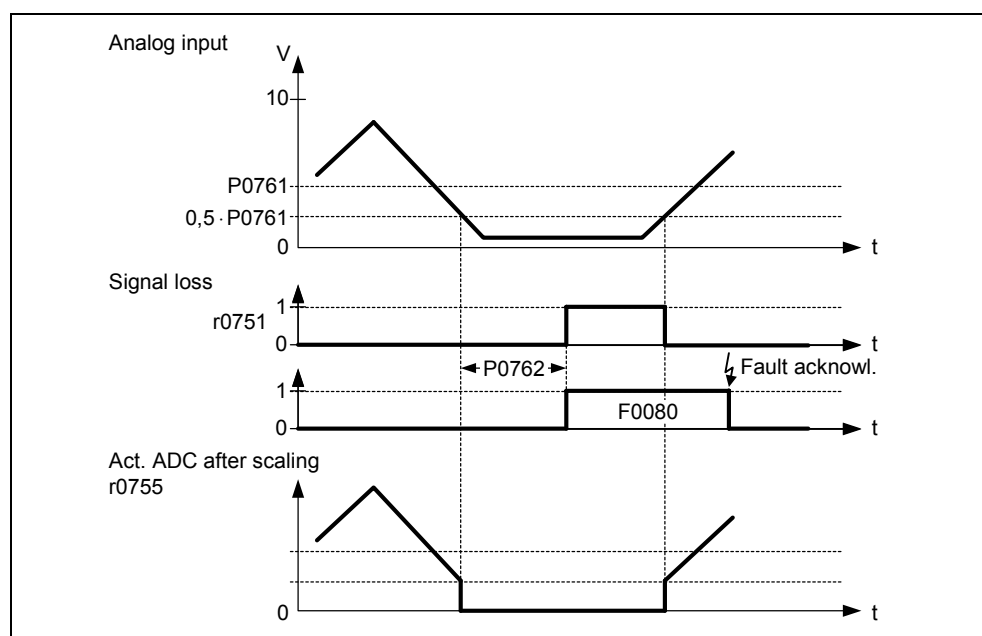 Analog input
V
10
P0761
0,5 · P0761
0
t
Signal loss
r0751
1
0
t
P0762
Fault acknowl.
1
F0080
0
t
Act. ADC after scaling
r0755
0
t